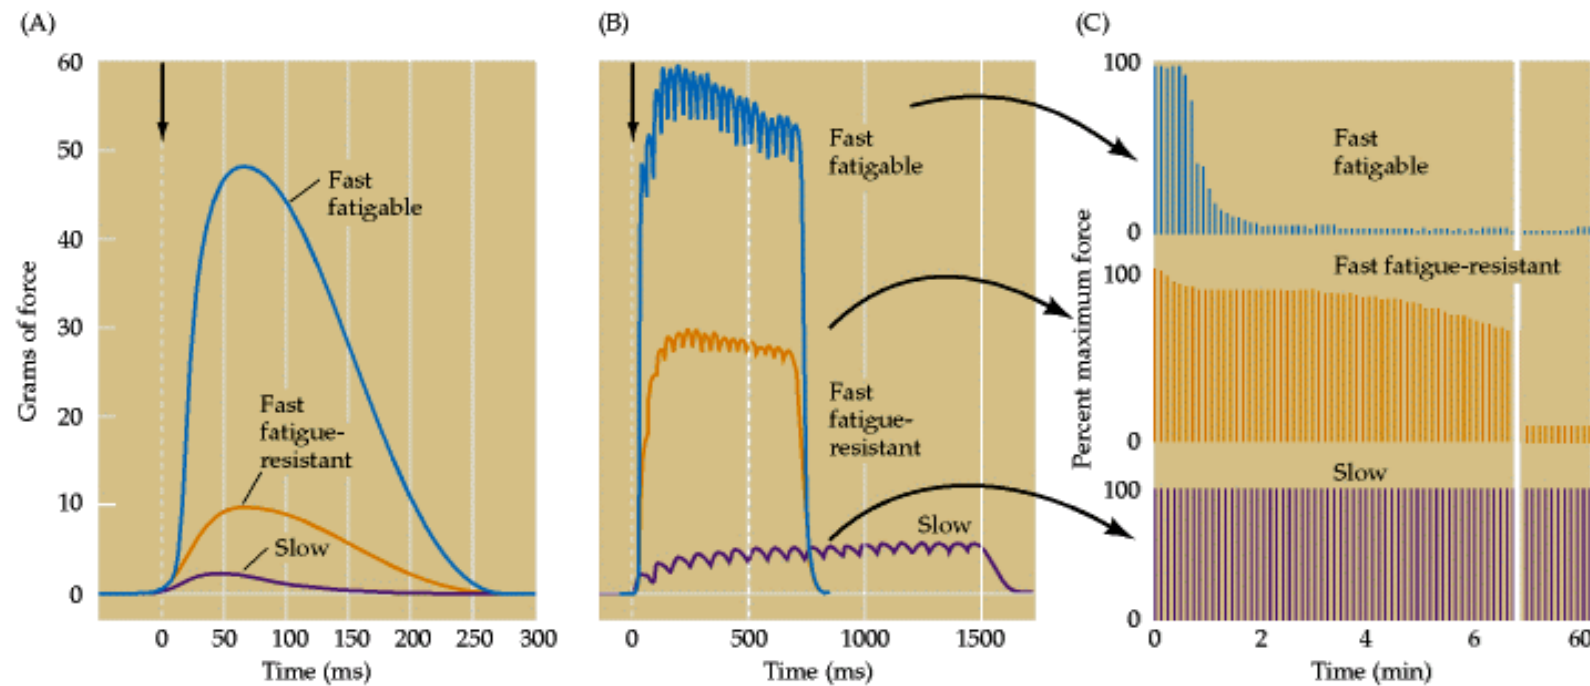 (A)
60
50
40
30
20
10
0
Grams of force
Fast
fatigable
Fast
fatigue-
resistant
Slow
0 50 100 150 200 250 300
Time (ms)
(B)
Fast
fatigable
Fast
fatigue-
resistant
Slow
0 500 1000 1500
Time (ms)
(C)
Percent maximum force
100
Fast
fatigable
0
100
Fast fatigue-resistant
0
Slow
100
0
0 2 4 6 60
Time (min)